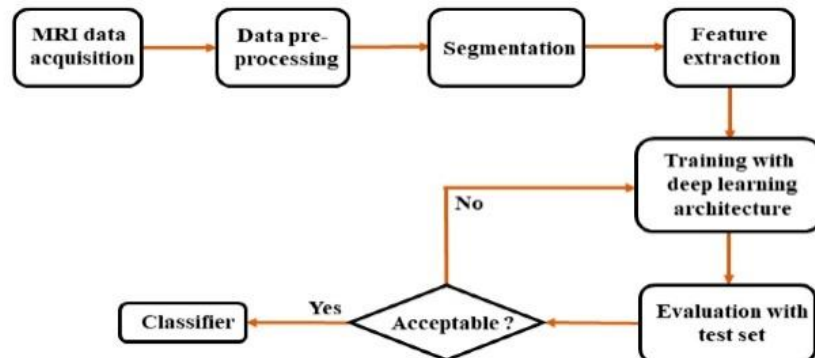 MRI data
acquisition
Data pre-
processing
Segmentation
Feature
extraction
Training with
deep learning
architecture
No
Evaluation with
test set
Acceptable ?
Yes
Classifier